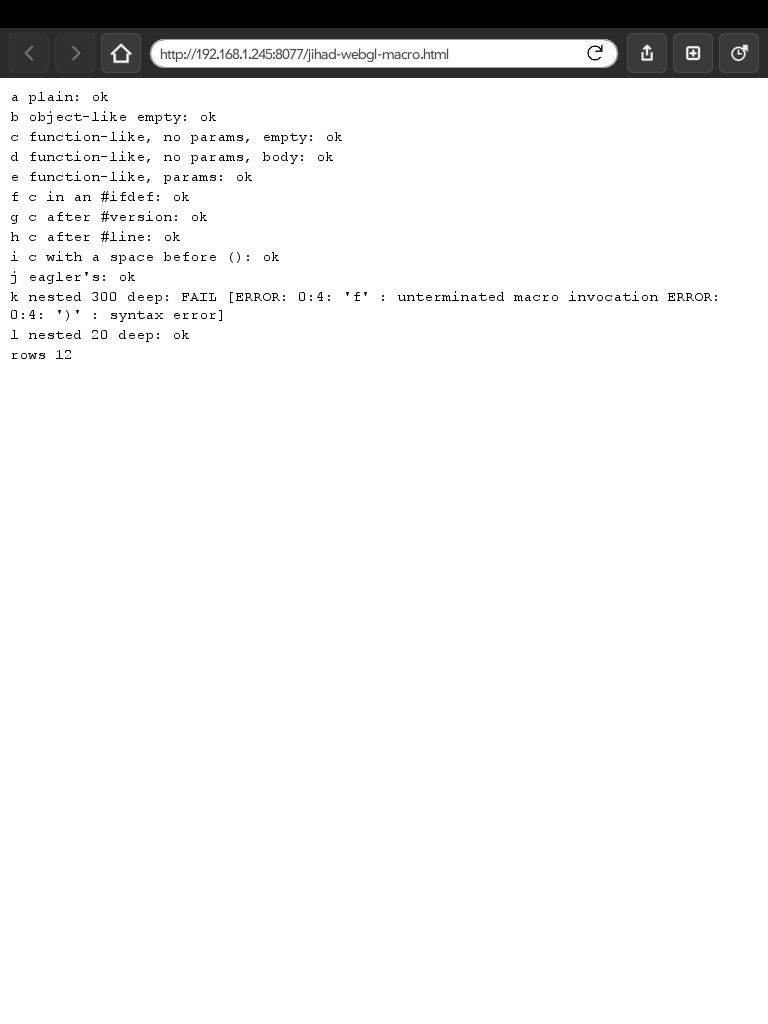 http://192.168.1.245:8077/jihad-webgl-macro.html
a plain: ok
b object-like empty: ok
c function-like, no params, empty: ok
d function-like, no params, body: ok
e function-like, params: ok
f c in an #ifdef: ok
g c after #version: ok
h c after #line: ok
i c with a space before (): ok
j eagler's: ok
k nested 300 deep: FAIL [ERROR: 0:4: 'f' : unterminated macro invocation ERROR:
0:4: ')' : syntax error]
l nested 20 deep: ok
rows 12